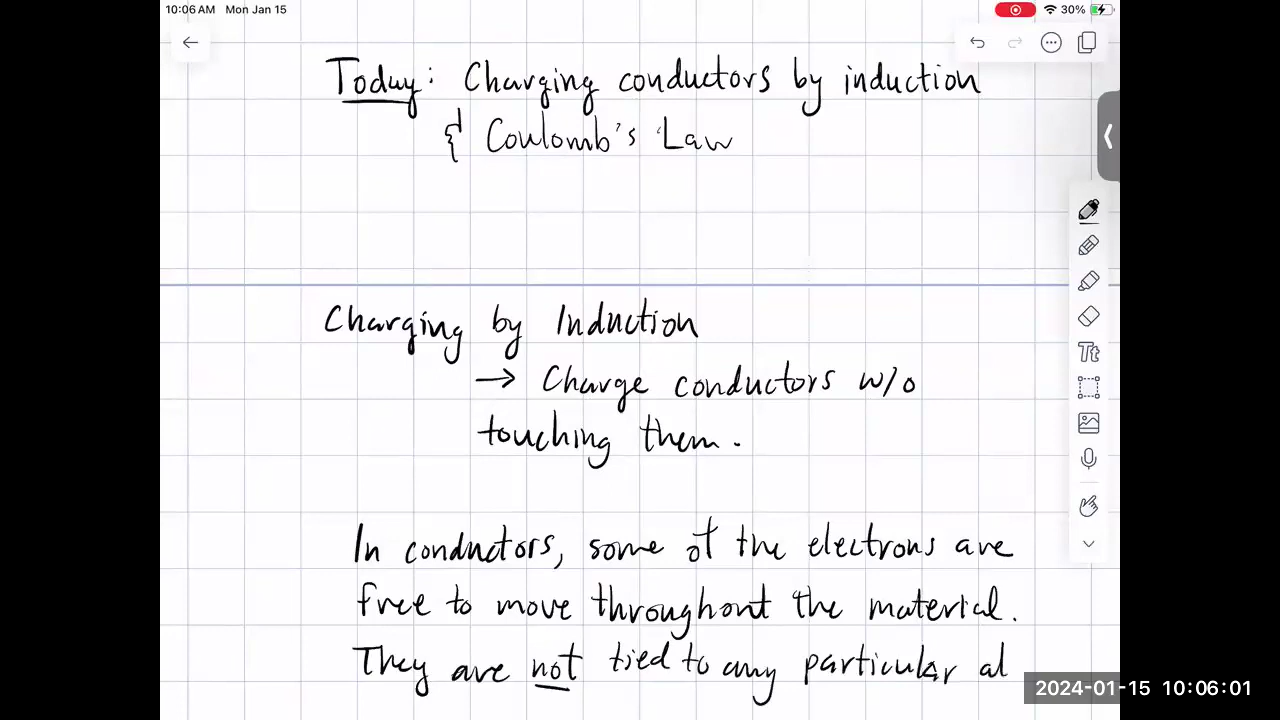 10:06 AM Mon Jan 15
30%
Today: Charging conductors by induction
& Coulomb's Law
Charging by Induction
→ Charge conductors w/o
touching them.
In conductors, some of the electrons are
free to move throughout the material.
They are not tied to any particular at
Tt
2024-01-15 10:06:01